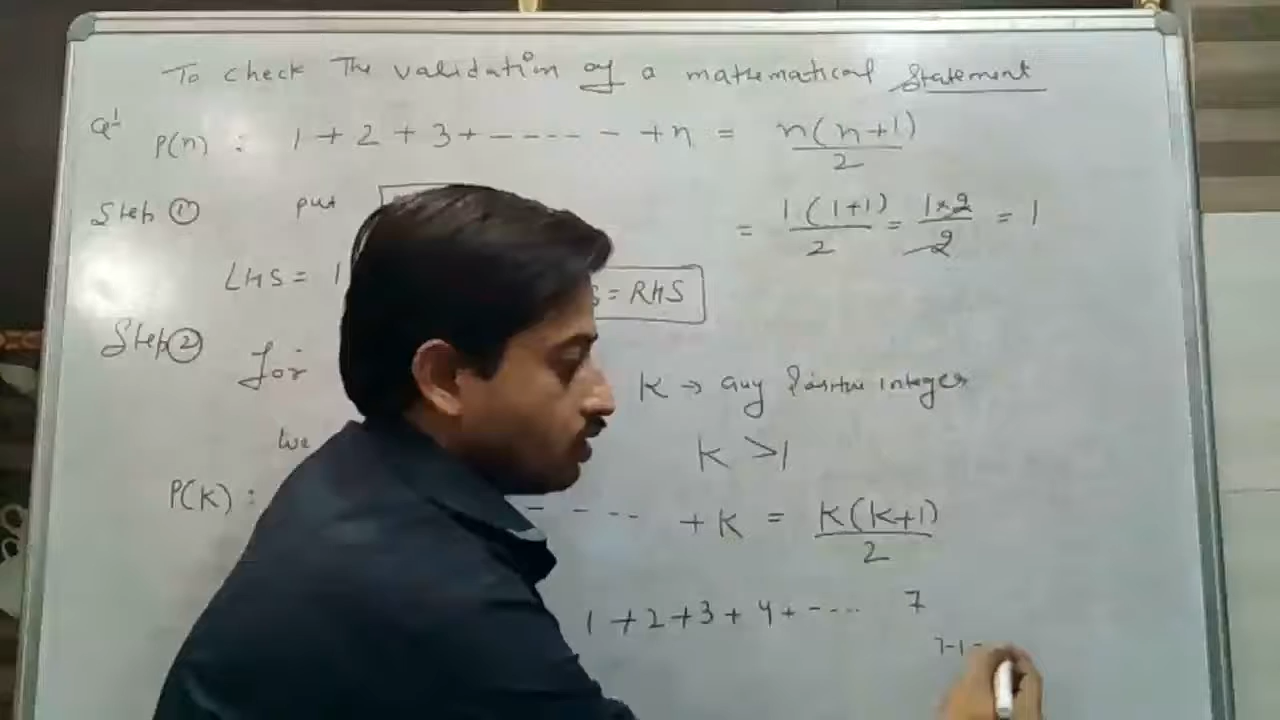 To check The validation of a mathematical Statement
Q1 P(n) : 1 + 2 + 3 + ------ + n = n(n+1)/2
Step ① put = 1(1+1)/2 = 1×2/2 = 1
LHS = 1 S = RHS
Step ② for K → any Positive integer
we K >1
P(K) : - - - - - + K = K(K+1)/2
1 + 2 + 3 + 4 + ---- 7
7-1 =